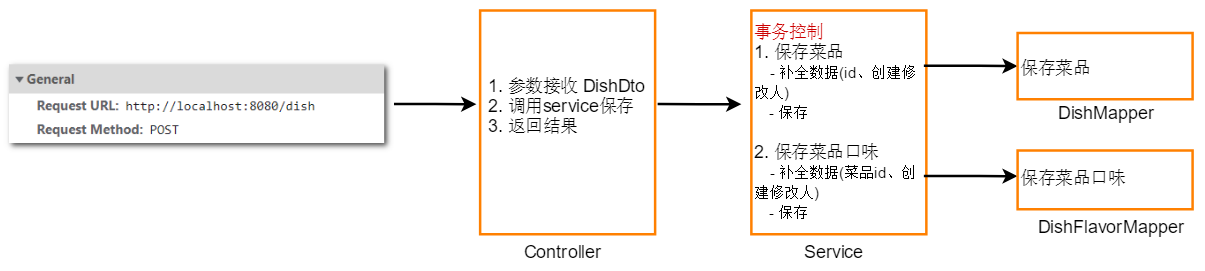 General
Request URL: http://localhost:8080/dish
Request Method: POST
1. 参数接收 DishDto
2. 调用service保存
3. 返回结果
Controller
事务控制
1. 保存菜品
- 补全数据(id、创建修
改人)
- 保存
2. 保存菜品口味
- 补全数据(菜品id、创
建修改人)
- 保存
Service
保存菜品
DishMapper
保存菜品口味
DishFlavorMapper